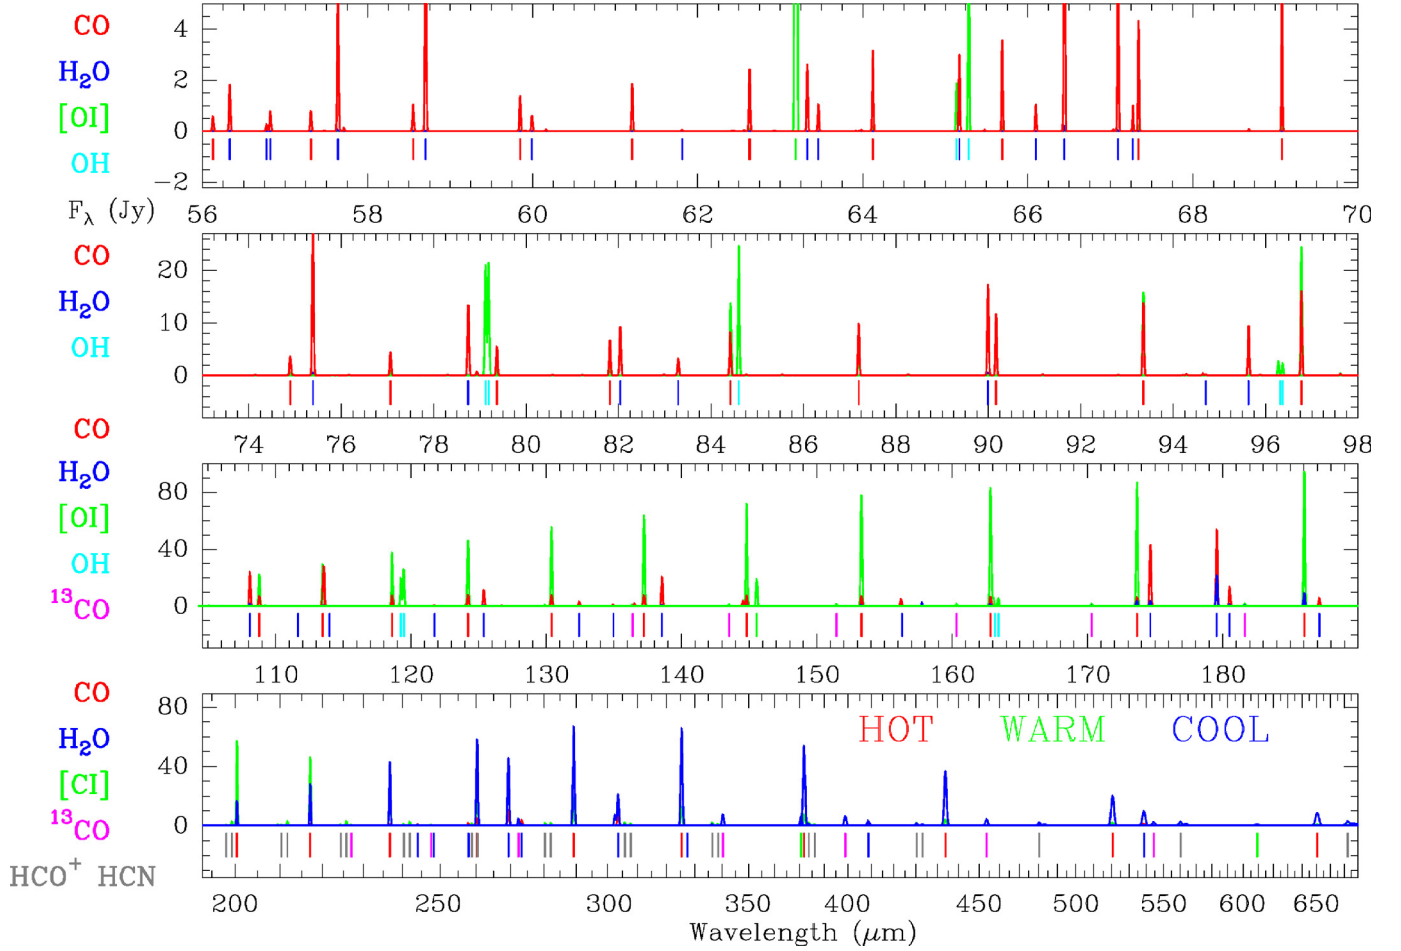 CO
H₂O
[OI]
OH
4
2
0
−2
F_λ (Jy)
56 58 60 62 64 66 68 70
CO
H₂O
OH
20
10
0
74 76 78 80 82 84 86 88 90 92 94 96 98
CO
H₂O
[OI]
OH
¹³CO
80
40
0
110 120 130 140 150 160 170 180
CO
H₂O
[CI]
¹³CO
HCO⁺ HCN
80
40
0
HOT WARM COOL
200 250 300 350 400 450 500 550 600 650
Wavelength (μm)